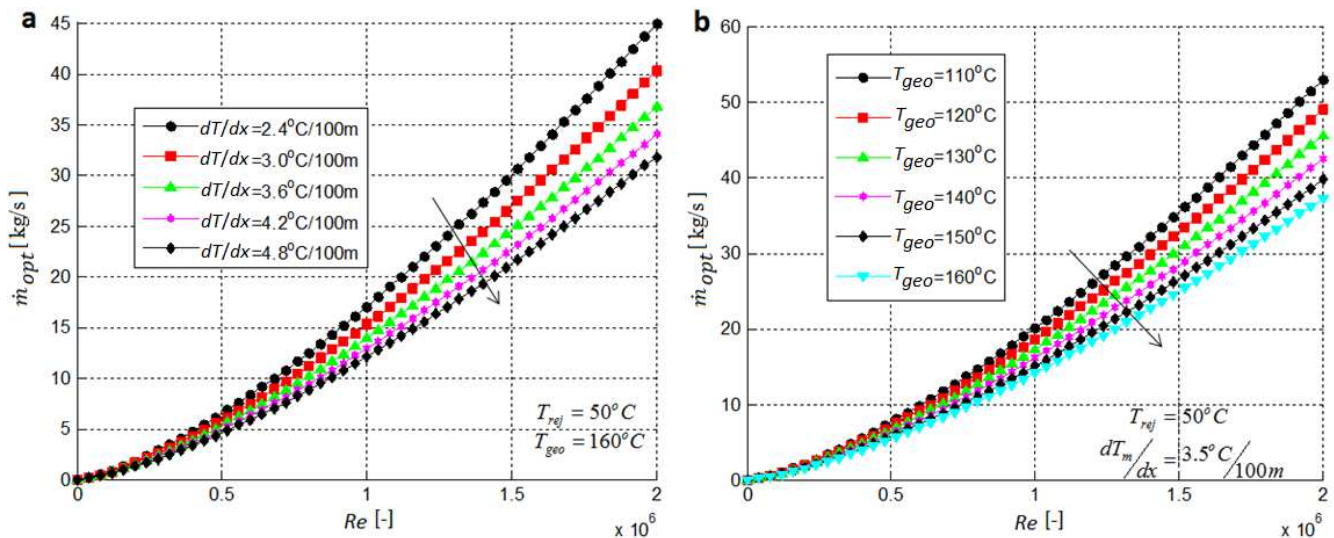 a
ṁopt [kg/s]
45
40
35
30
25
20
15
10
5
0
dT/dx=2.4°C/100m
dT/dx=3.0°C/100m
dT/dx=3.6°C/100m
dT/dx=4.2°C/100m
dT/dx=4.8°C/100m
Trej = 50°C
Tgeo = 160°C
0 0.5 1 1.5 2
Re [-]
x 10^6
b
ṁopt [kg/s]
60
50
40
30
20
10
0
Tgeo=110°C
Tgeo=120°C
Tgeo=130°C
Tgeo=140°C
Tgeo=150°C
Tgeo=160°C
Trej = 50°C
dTm/dx = 3.5°C/100m
0 0.5 1 1.5 2
Re [-]
x 10^6